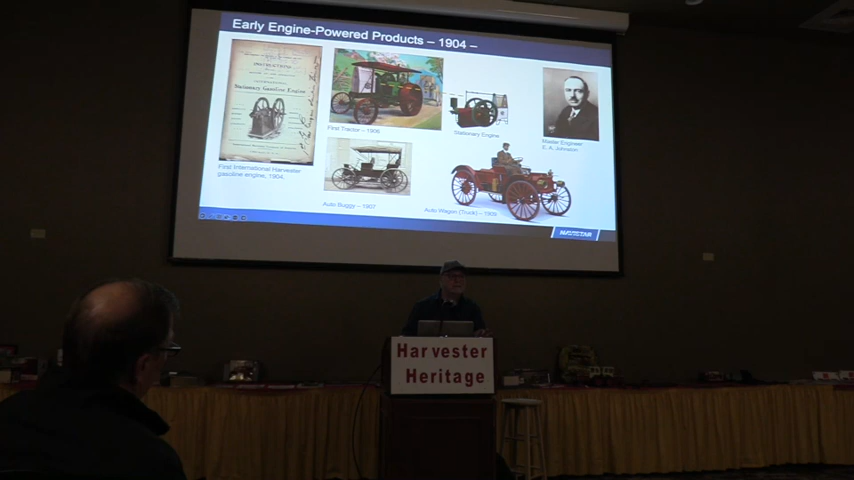 Early Engine-Powered Products – 1904 –
INSTRUCTIONS
Stationary Gasoline Engine
First International Harvester
gasoline engine, 1904.
First Tractor – 1906
Auto Buggy – 1907
Stationary Engine
Auto Wagon (Truck) – 1909
Master Engineer
E. A. Johnston
NAVISTAR
Harvester
Heritage